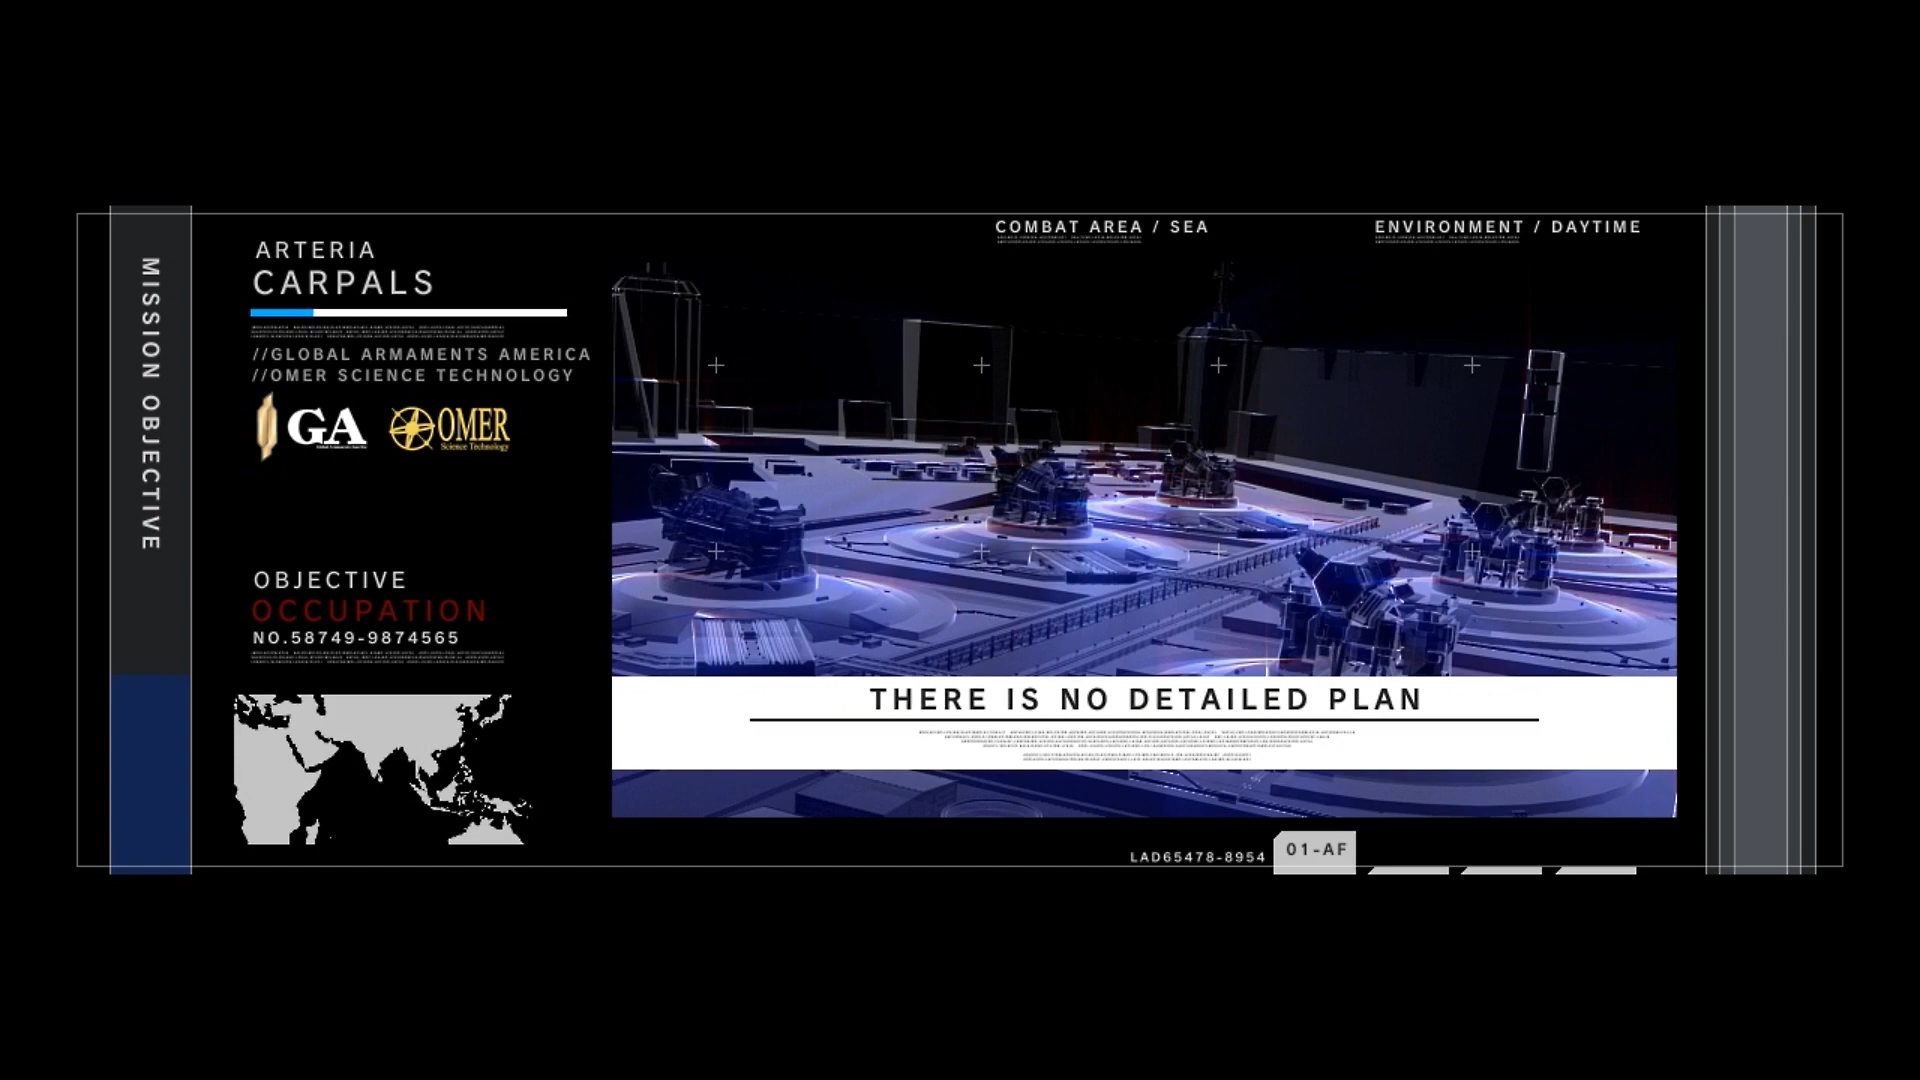 MISSION OBJECTIVE
ARTERIA
CARPALS
//GLOBAL ARMAMENTS AMERICA
//OMER SCIENCE TECHNOLOGY
GA
OMER
Science Technology
OBJECTIVE
OCCUPATION
NO.58749-9874565
COMBAT AREA / SEA
ENVIRONMENT / DAYTIME
THERE IS NO DETAILED PLAN
LAD65478-8954
01-AF